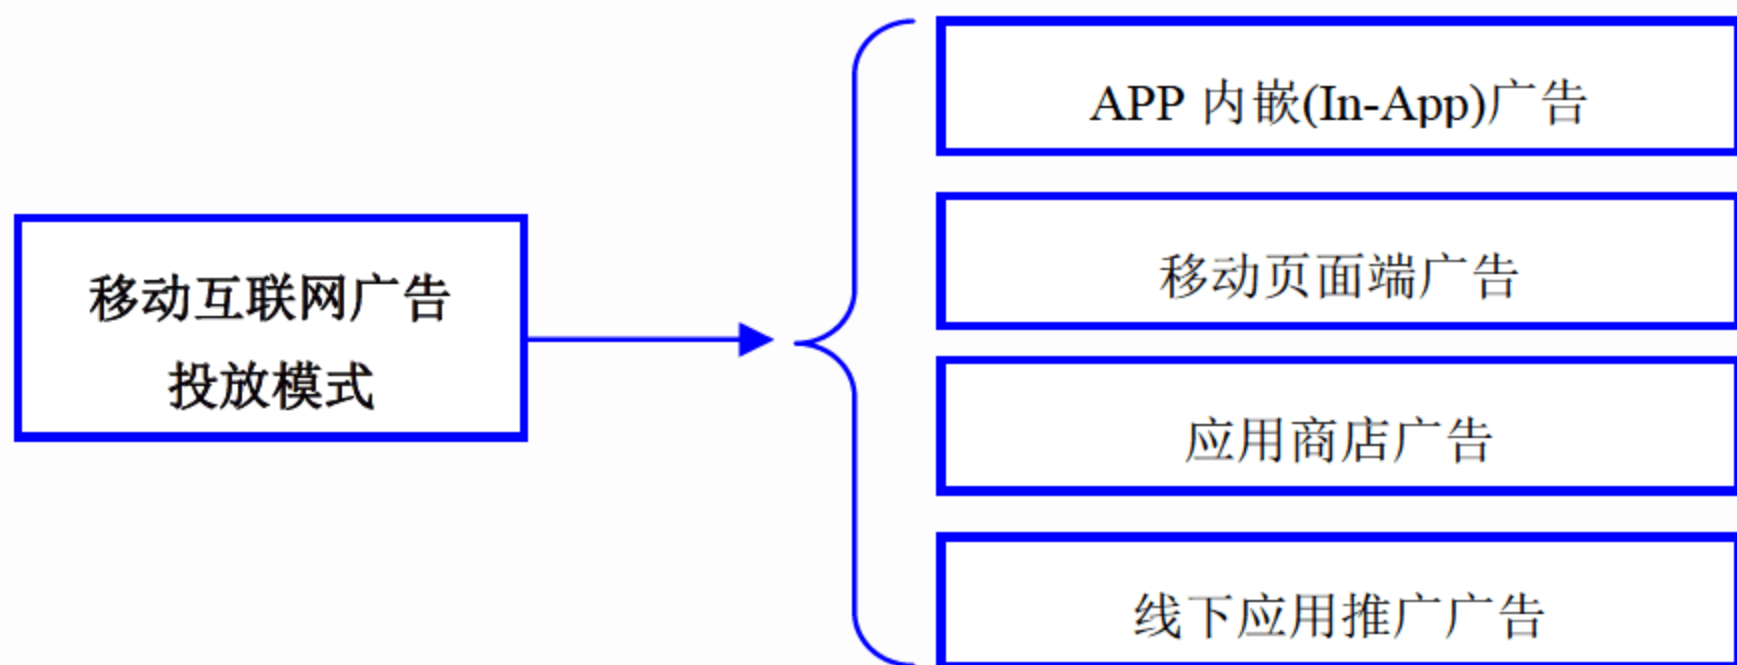 移动互联网广告
投放模式
APP 内嵌(In-App)广告
移动页面端广告
应用商店广告
线下应用推广广告